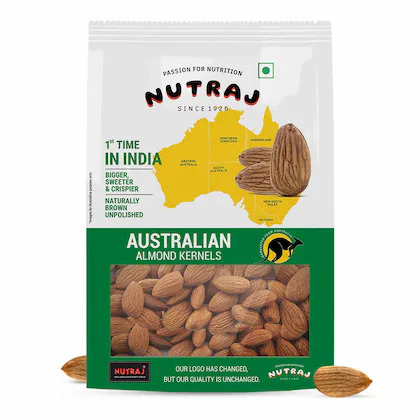 PASSION FOR NUTRITION
NUTRAJ
SINCE 1926
1st TIME
IN INDIA
BIGGER,
SWEETER
& CRISPIER
NATURALLY
BROWN
UNPOLISHED
NORTHERN
TERRITORY
QUEENSLAND
WESTERN
AUSTRALIA
SOUTH
AUSTRALIA
NEW SOUTH
WALES
VICTORIA
AUSTRALIAN
ALMOND KERNELS
NUTRAJ
OUR LOGO HAS CHANGED,
BUT OUR QUALITY IS UNCHANGED.
NUTRAJ